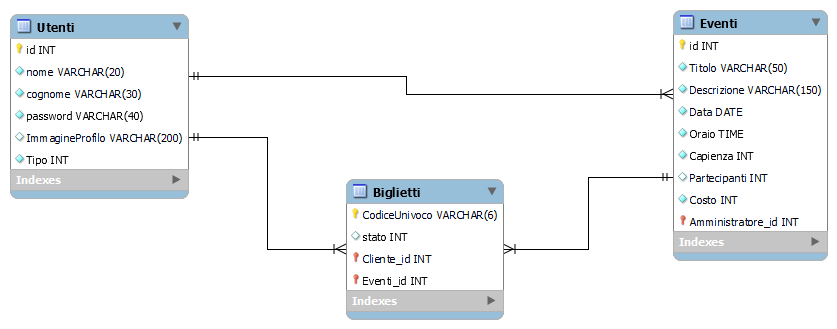 Utenti
id INT
nome VARCHAR(20)
cognome VARCHAR(30)
password VARCHAR(40)
ImmagineProfilo VARCHAR(200)
Tipo INT
Indexes
Biglietti
CodiceUnivoco VARCHAR(6)
stato INT
Cliente_id INT
Eventi_id INT
Indexes
Eventi
id INT
Titolo VARCHAR(50)
Descrizione VARCHAR(150)
Data DATE
Oraio TIME
Capienza INT
Partecipanti INT
Costo INT
Amministratore_id INT
Indexes